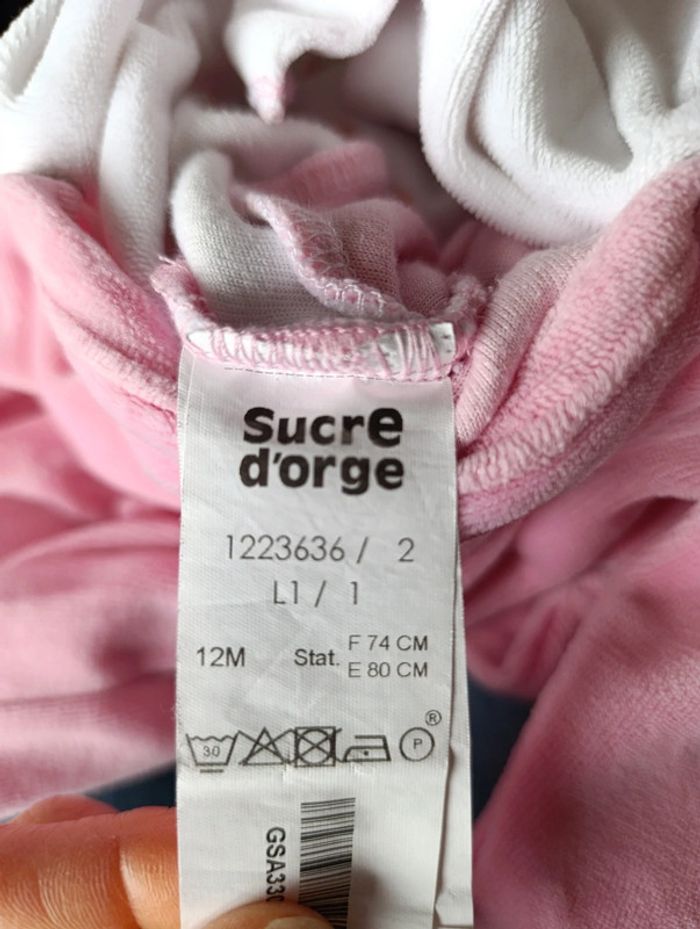 Sucre
d'orge
1223636 / 2
L1 / 1
12M Stat. F 74 CM
E 80 CM
30 P ®